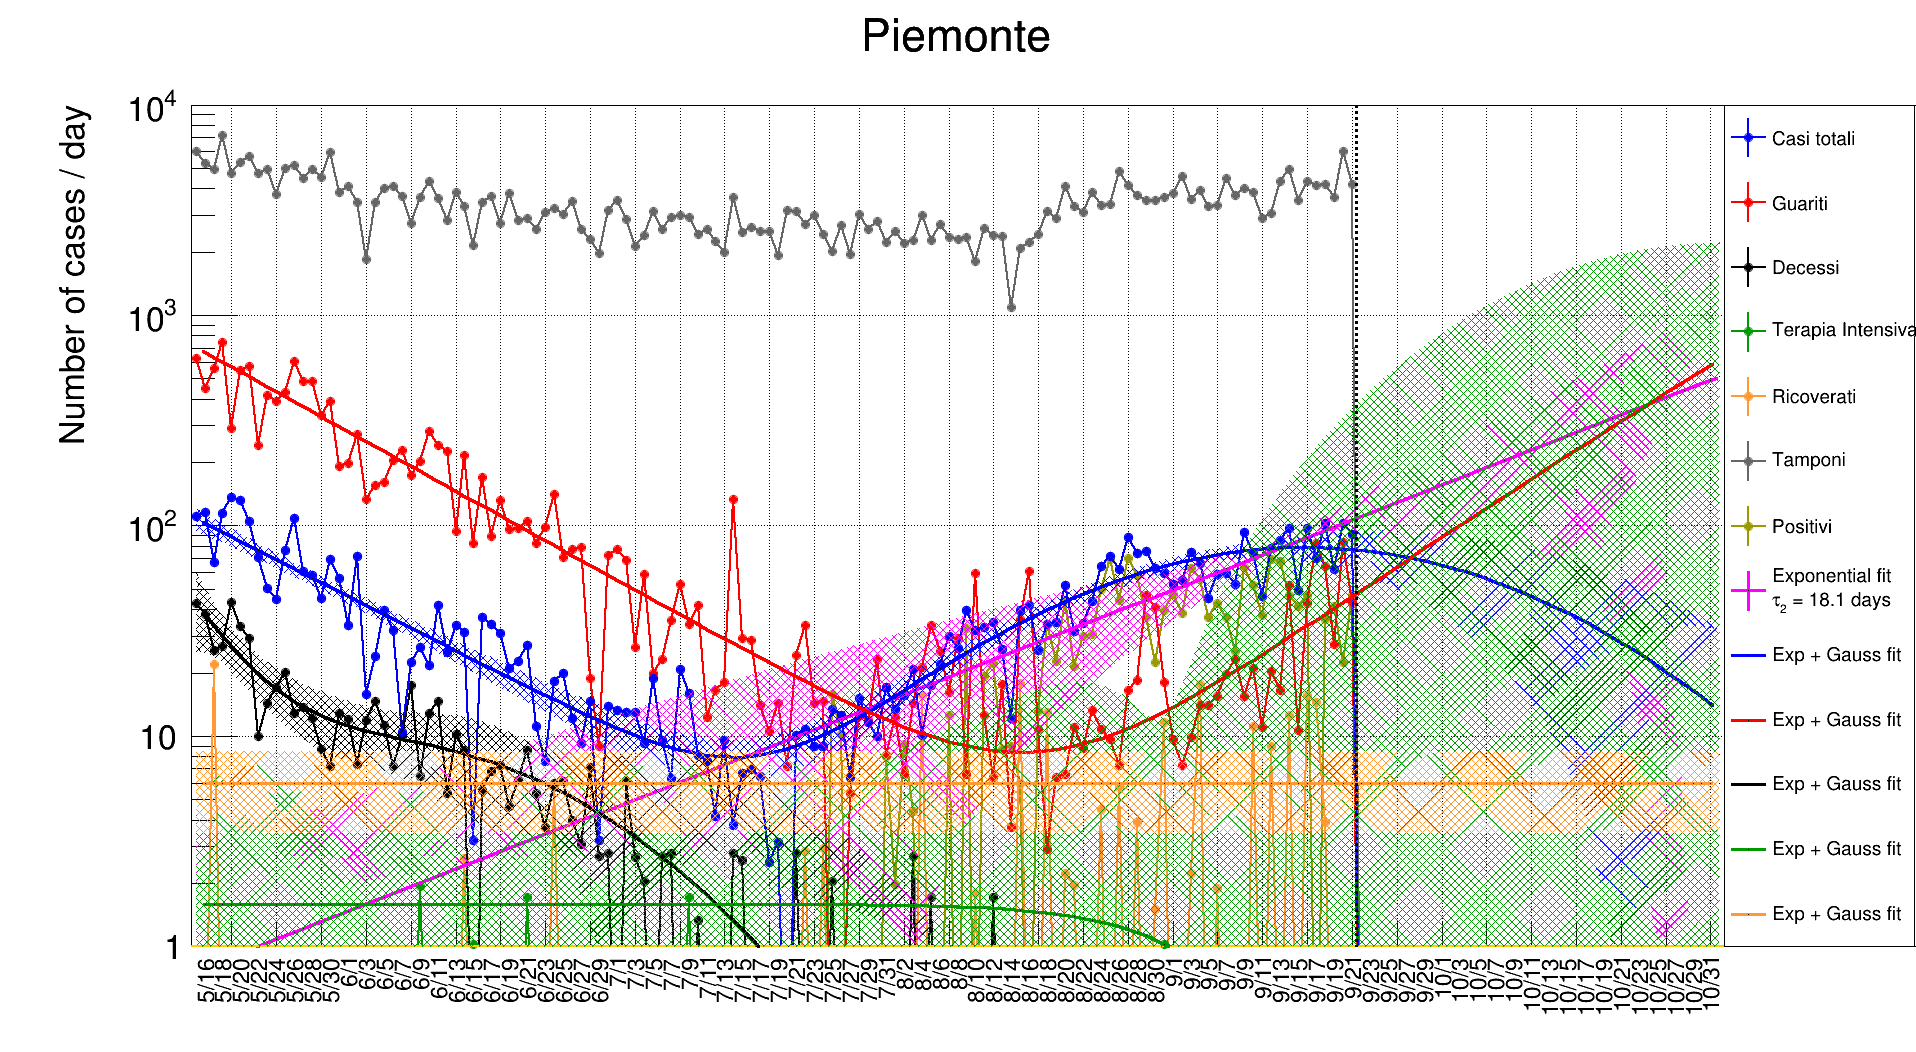 Piemonte
Number of cases / day
10^4
10^3
10^2
10
1
5/16 5/18 5/20 5/22 5/24 5/26 5/28 5/30 6/1 6/3 6/5 6/7 6/9 6/11 6/13 6/15 6/17 6/19 6/21 6/23 6/25 6/27 6/29 7/1 7/3 7/5 7/7 7/9 7/11 7/13 7/15 7/17 7/19 7/21 7/23 7/25 7/27 7/29 7/31 8/2 8/4 8/6 8/8 8/10 8/12 8/14 8/16 8/18 8/20 8/22 8/24 8/26 8/28 8/30 9/1 9/3 9/5 9/7 9/9 9/11 9/13 9/15 9/17 9/19 9/21 9/23 9/25 9/27 9/29 10/1 10/3 10/5 10/7 10/9 10/11 10/13 10/15 10/17 10/19 10/21 10/23 10/25 10/27 10/29 10/31
Casi totali
Guariti
Decessi
Terapia Intensiva
Ricoverati
Tamponi
Positivi
Exponential fit
τ₂ = 18.1 days
Exp + Gauss fit
Exp + Gauss fit
Exp + Gauss fit
Exp + Gauss fit
Exp + Gauss fit